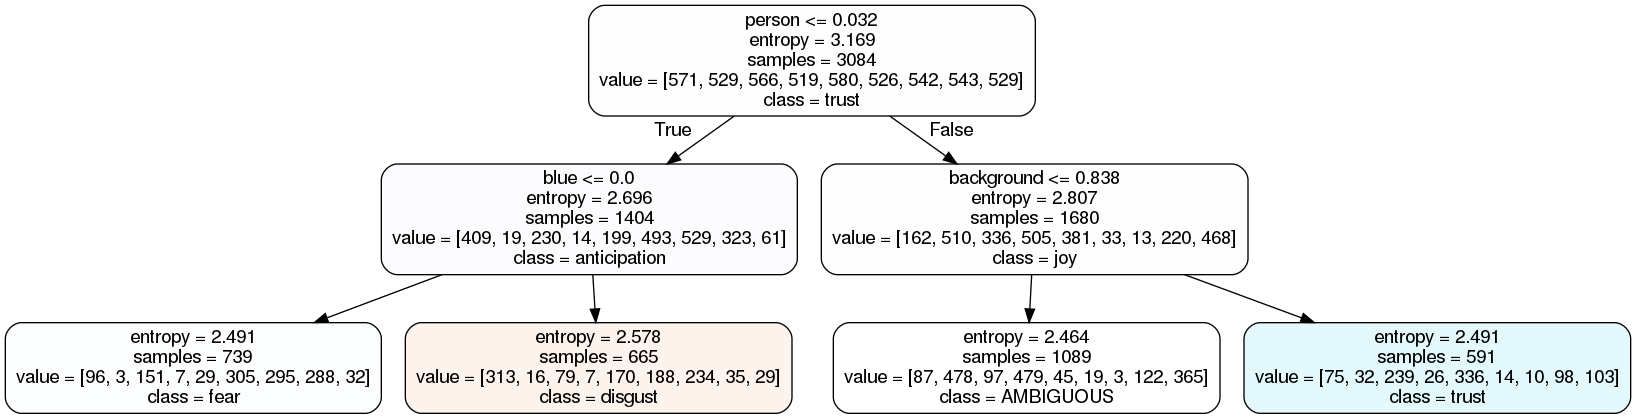 person <= 0.032
entropy = 3.169
samples = 3084
value = [571, 529, 566, 519, 580, 526, 542, 543, 529]
class = trust
True
False
blue <= 0.0
entropy = 2.696
samples = 1404
value = [409, 19, 230, 14, 199, 493, 529, 323, 61]
class = anticipation
background <= 0.838
entropy = 2.807
samples = 1680
value = [162, 510, 336, 505, 381, 33, 13, 220, 468]
class = joy
entropy = 2.491
samples = 739
value = [96, 3, 151, 7, 29, 305, 295, 288, 32]
class = fear
entropy = 2.578
samples = 665
value = [313, 16, 79, 7, 170, 188, 234, 35, 29]
class = disgust
entropy = 2.464
samples = 1089
value = [87, 478, 97, 479, 45, 19, 3, 122, 365]
class = AMBIGUOUS
entropy = 2.491
samples = 591
value = [75, 32, 239, 26, 336, 14, 10, 98, 103]
class = trust